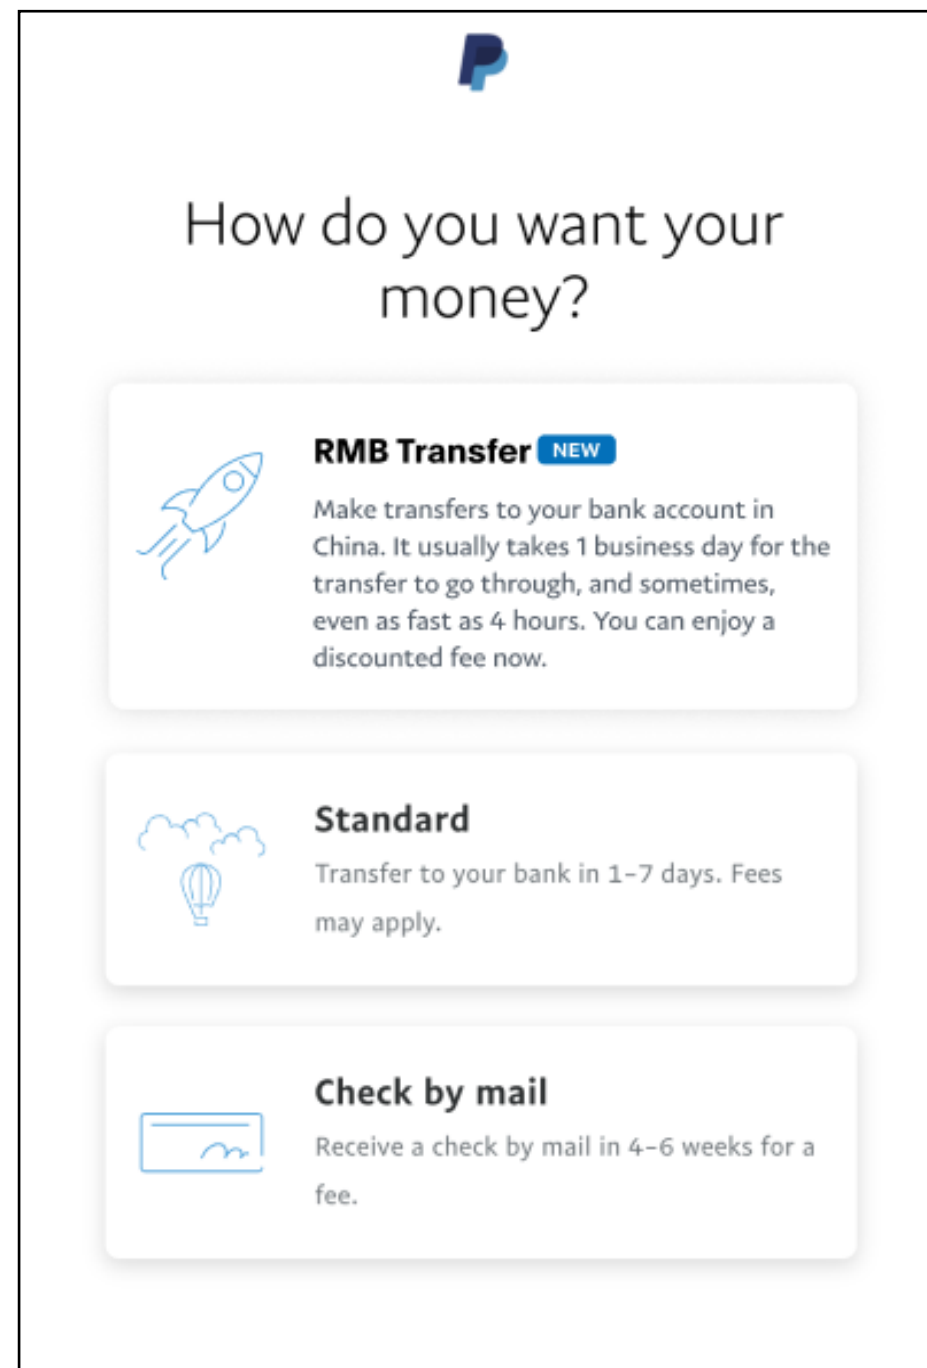 How do you want your
money?
RMB Transfer NEW
Make transfers to your bank account in
China. It usually takes 1 business day for the
transfer to go through, and sometimes,
even as fast as 4 hours. You can enjoy a
discounted fee now.
Standard
Transfer to your bank in 1-7 days. Fees
may apply.
Check by mail
Receive a check by mail in 4-6 weeks for a
fee.